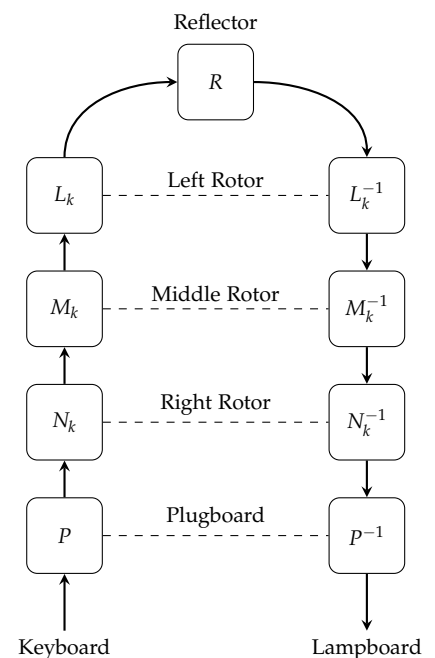 Reflector
R
L_k Left Rotor L_k^{-1}
M_k Middle Rotor M_k^{-1}
N_k Right Rotor N_k^{-1}
P Plugboard P^{-1}
Keyboard Lampboard